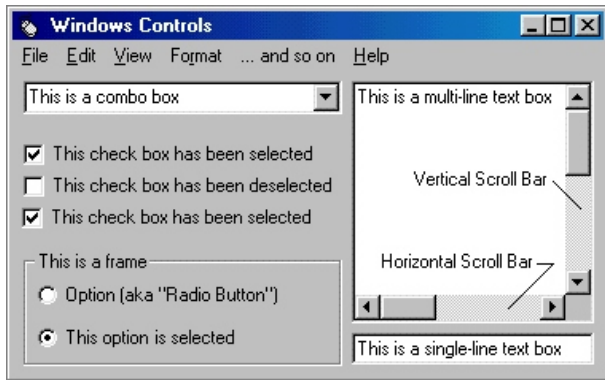 Windows Controls
File Edit View Format ... and so on Help
This is a combo box
This check box has been selected
This check box has been deselected
This check box has been selected
This is a frame
Option (aka "Radio Button")
This option is selected
This is a multi-line text box
Vertical Scroll Bar
Horizontal Scroll Bar
This is a single-line text box